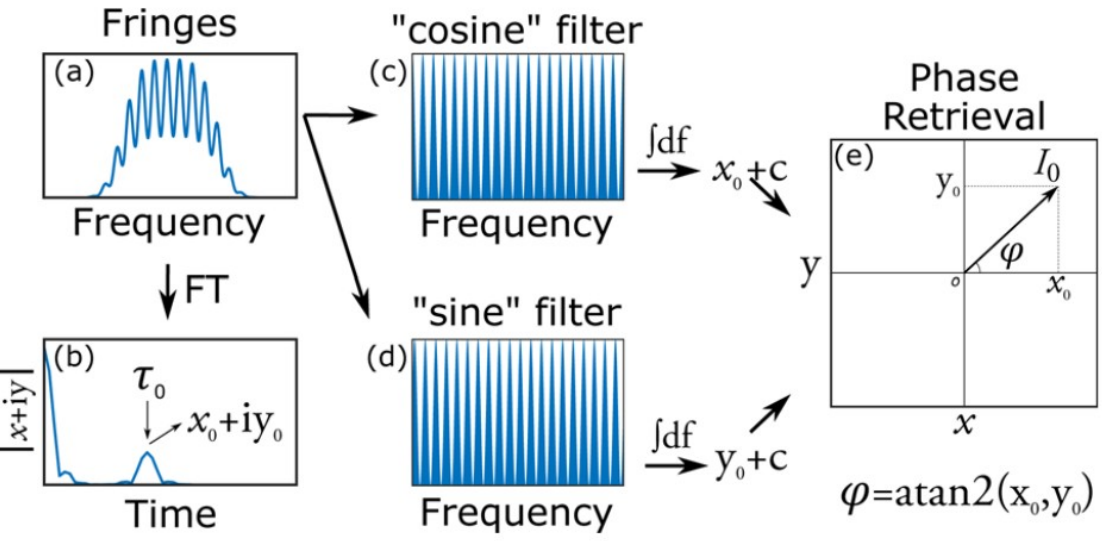 Fringes
(a)
Frequency
FT
(b)
τ₀
x₀+iy₀
|x+iy|
Time
"cosine" filter
(c)
Frequency
∫df
x₀+c
"sine" filter
(d)
Frequency
∫df
y₀+c
Phase
Retrieval
(e)
I₀
y₀
φ
o
x₀
y
x
φ=atan2(x₀,y₀)